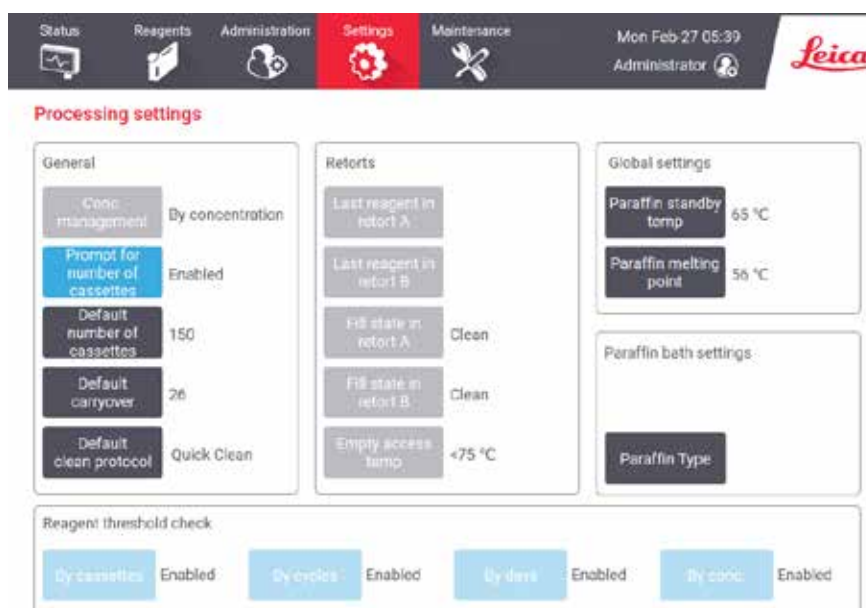 Status
Reagents
Administration
Settings
Maintenance
Mon Feb 27 05:39
Administrator
Leica
Processing settings
General
Conc
management
By concentration
Prompt for
number of
cassettes
Enabled
Default
number of
cassettes
150
Default
carryover
26
Default
clean protocol
Quick Clean
Retorts
Last reagent in
retort A
Last reagent in
retort B
Fill state in
retort A
Clean
Fill state in
retort B
Clean
Empty access
temp
<75 °C
Global settings
Paraffin standby
temp
65 °C
Paraffin melting
point
56 °C
Paraffin bath settings
Paraffin Type
Reagent threshold check
By cassettes
Enabled
By cycles
Enabled
By days
Enabled
By conc.
Enabled